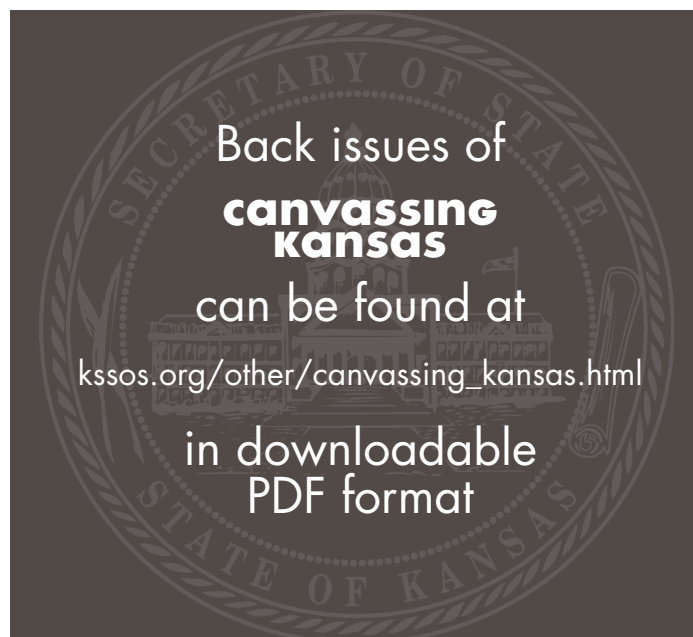 SECRETARY OF STATE
Back issues of
canvassing
kansas
can be found at
kssos.org/other/canvassing_kansas.html
in downloadable
PDF format
STATE OF KANSAS